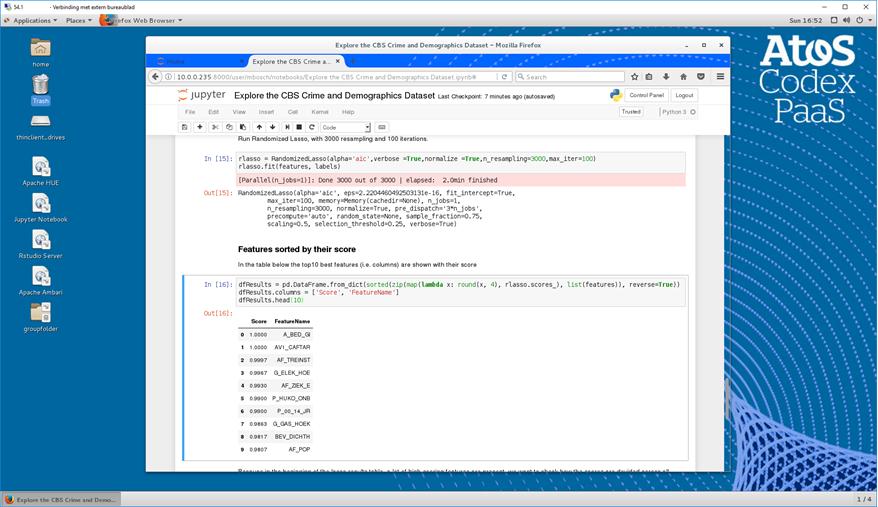 54.1 - Verbinding met extern bureaublad
Applications Places Firefox Web Browser Sun 16:52
Explore the CBS Crime and Demographics Dataset – Mozilla Firefox
Home
Explore the CBS Crime a...
10.0.0.235:8000/user/mbosch/notebooks/Explore the CBS Crime and Demographics Dataset.ipynb#
Search
jupyter Explore the CBS Crime and Demographics Dataset Last Checkpoint: 7 minutes ago (autosaved) Control Panel Logout
File Edit View Insert Cell Kernel Help Trusted Python 3
Code
Run Randomized Lasso, with 3000 resampling and 100 iterations.
In [15]: rlasso = RandomizedLasso(alpha='aic',verbose =True,normalize =True,n_resampling=3000,max_iter=100)
rlasso.fit(features, labels)
[Parallel(n_jobs=1)]: Done 3000 out of 3000 | elapsed: 2.0min finished
Out[15]: RandomizedLasso(alpha='aic', eps=2.2204460492503131e-16, fit_intercept=True,
max_iter=100, memory=Memory(cachedir=None), n_jobs=1,
n_resampling=3000, normalize=True, pre_dispatch='3*n_jobs',
precompute='auto', random_state=None, sample_fraction=0.75,
scaling=0.5, selection_threshold=0.25, verbose=True)
Features sorted by their score
In the table below the top10 best features (i.e. columns) are shown with their score
In [16]: dfResults = pd.DataFrame.from_dict(sorted(zip(map(lambda x: round(x, 4), rlasso.scores_), list(features)), reverse=True))
dfResults.columns = ['Score', 'FeatureName']
dfResults.head(10)
Out[16]:
Score FeatureName
0 1.0000 A_BED_GI
1 1.0000 AV1_CAFTAR
2 0.9997 AF_TREINST
3 0.9967 G_ELEK_HOE
4 0.9930 AF_ZIEK_E
5 0.9900 P_HUKO_ONB
6 0.9900 P_00_14_JR
7 0.9863 G_GAS_HOEK
8 0.9817 BEV_DICHTH
9 0.9807 AF_POP
home
Trash
thinclient_drives
Apache HUE
Jupyter Notebook
Rstudio Server
Apache Ambari
groupfolder
Atos
Codex
PaaS
Explore the CBS Crime and Demo...
1 / 4